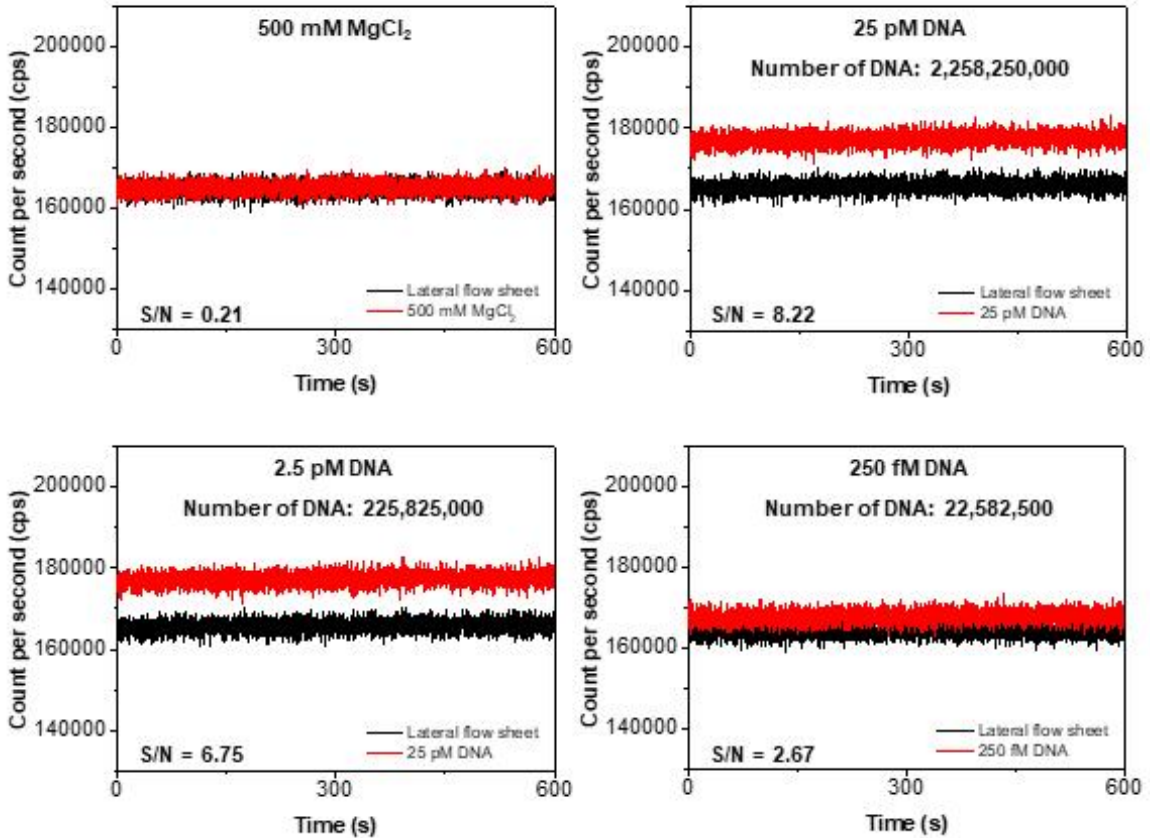 500 mM MgCl₂
Count per second (cps)
200000
180000
160000
140000
Lateral flow sheet
500 mM MgCl₂
S/N = 0.21
0
300
600
Time (s)
25 pM DNA
Number of DNA: 2,258,250,000
Count per second (cps)
200000
180000
160000
140000
Lateral flow sheet
25 pM DNA
S/N = 8.22
0
300
600
Time (s)
2.5 pM DNA
Number of DNA: 225,825,000
Count per second (cps)
200000
180000
160000
140000
Lateral flow sheet
25 pM DNA
S/N = 6.75
0
300
600
Time (s)
250 fM DNA
Number of DNA: 22,582,500
Count per second (cps)
200000
180000
160000
140000
Lateral flow sheet
250 fM DNA
S/N = 2.67
0
300
600
Time (s)